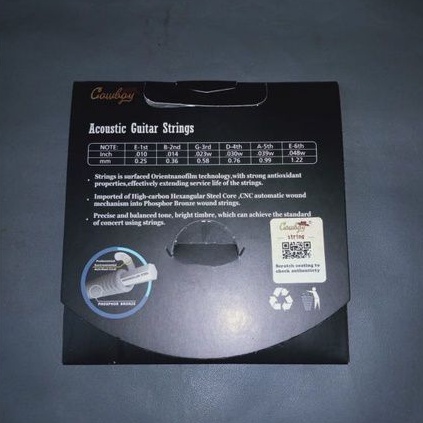 Cowboy
Acoustic Guitar Strings
NOTE: E-1st B-2nd G-3rd D-4th A-5th E-6th
Inch .010 .014 .023w .030w .039w .048w
mm 0.25 0.36 0.58 0.76 0.99 1.22
Strings is surfaced Orientnanofilm technology,with strong antioxidant
properties,effectively extending service life of the strings.
Imported of High-carbon Hexangular Steel Core ,CNC automatic wound
mechanism into Phosphor Bronze wound strings.
Precise and balanced tone, bright timbre, which can achieve the standard
of concert using strings.
Cowboy
string
Scratch coating to
check authenticity
PHOSPHOR BRONZE